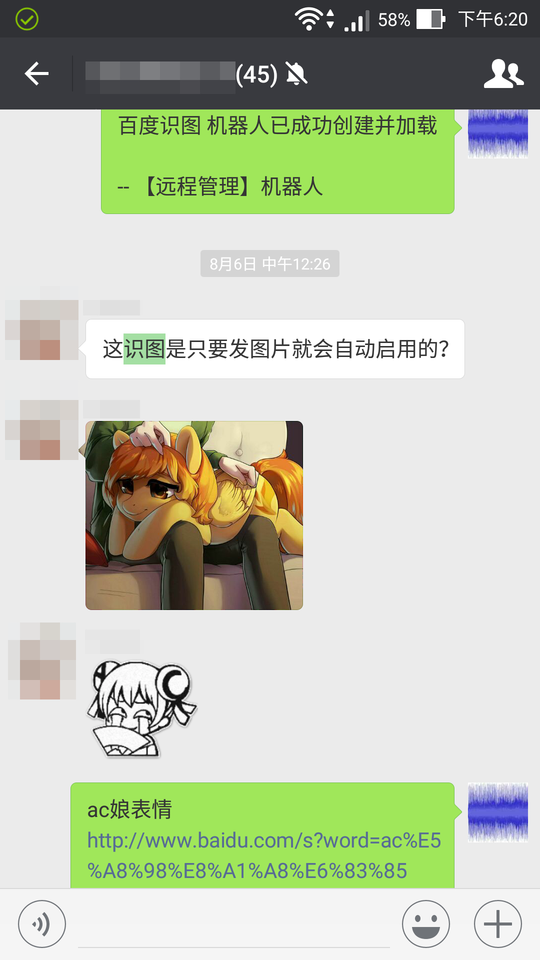 58% 下午6:20
(45)
百度识图 机器人已成功创建并加载
-- 【远程管理】机器人
8月6日 中午12:26
这识图是只要发图片就会自动启用的？
ac娘表情
http://www.baidu.com/s?word=ac%E5
%A8%98%E8%A1%A8%E6%83%85